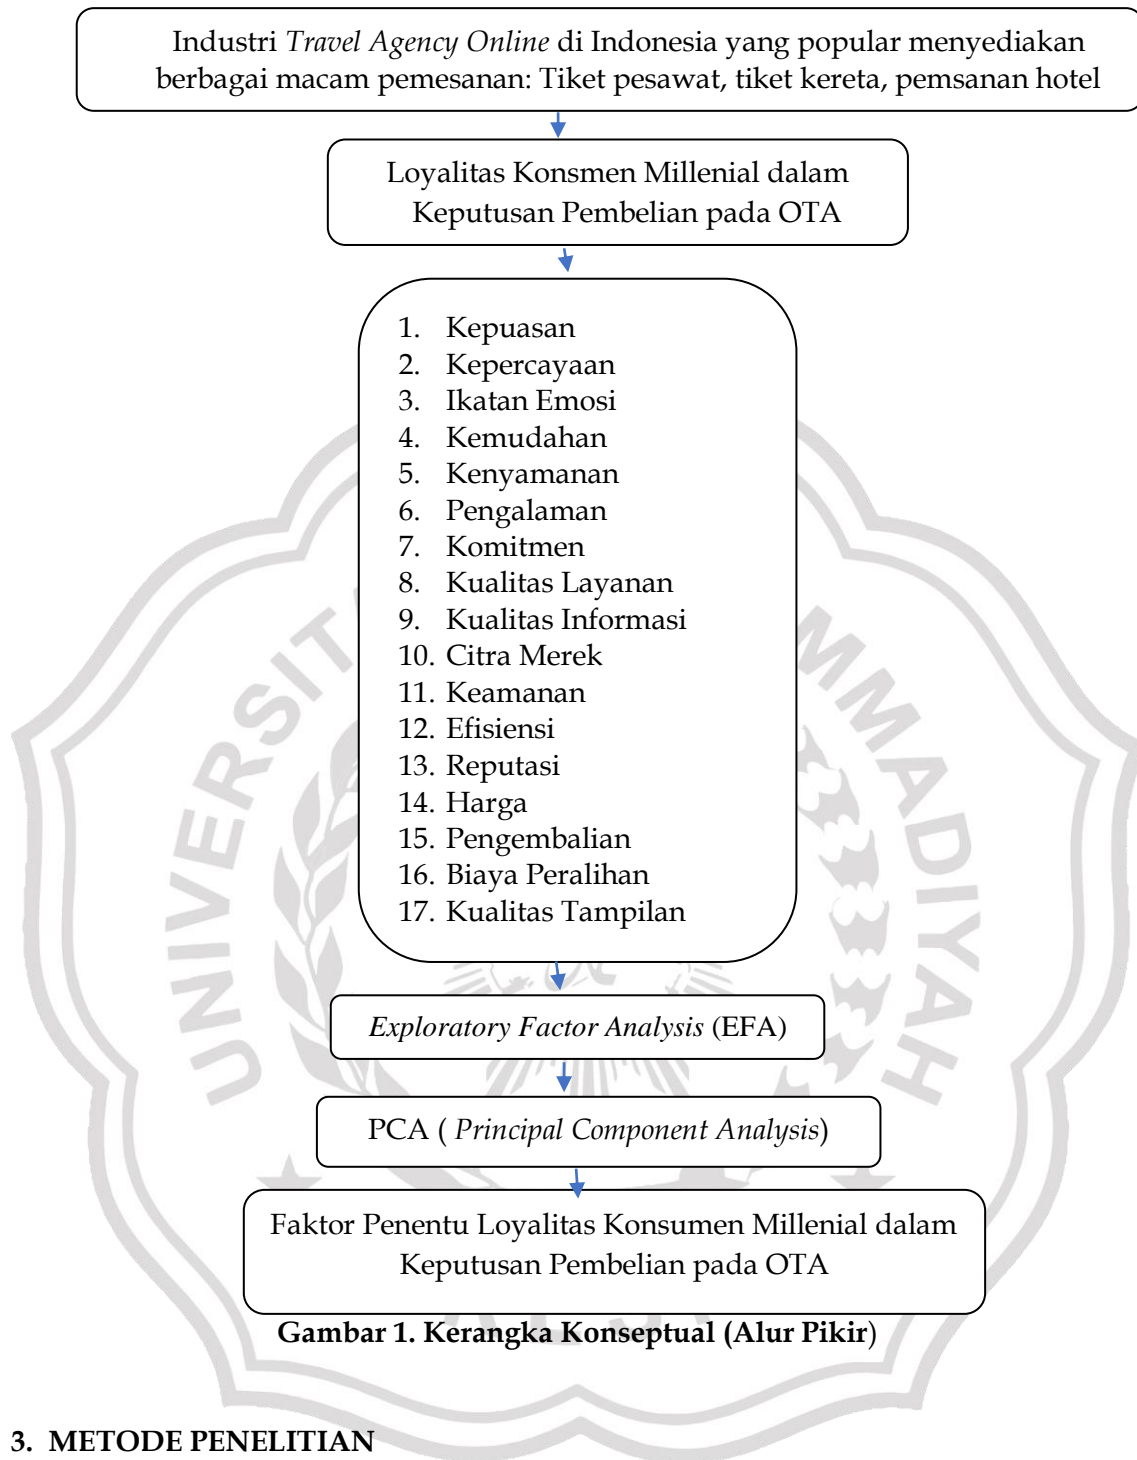 Industri Travel Agency Online di Indonesia yang popular menyediakan
berbagai macam pemesanan: Tiket pesawat, tiket kereta, pemsanan hotel
Loyalitas Konsmen Millenial dalam
Keputusan Pembelian pada OTA
1. Kepuasan
2. Kepercayaan
3. Ikatan Emosi
4. Kemudahan
5. Kenyamanan
6. Pengalaman
7. Komitmen
8. Kualitas Layanan
9. Kualitas Informasi
10. Citra Merek
11. Keamanan
12. Efisiensi
13. Reputasi
14. Harga
15. Pengembalian
16. Biaya Peralihan
17. Kualitas Tampilan
Exploratory Factor Analysis (EFA)
PCA ( Principal Component Analysis)
Faktor Penentu Loyalitas Konsumen Millenial dalam
Keputusan Pembelian pada OTA
Gambar 1. Kerangka Konseptual (Alur Pikir)
3. METODE PENELITIAN